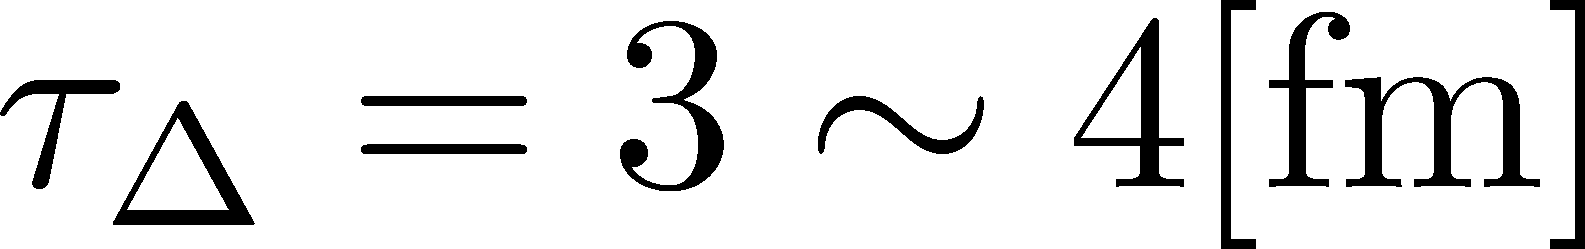 τ_Δ = 3 ∼ 4[fm]